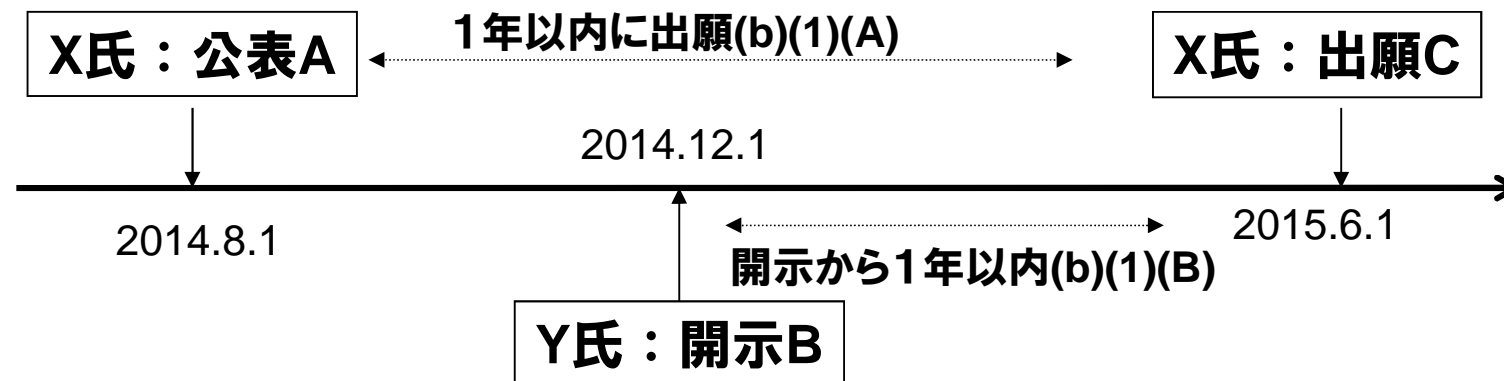 X氏：公表A
1年以内に出願(b)(1)(A)
X氏：出願C
2014.12.1
2014.8.1
2015.6.1
開示から1年以内(b)(1)(B)
Y氏：開示B